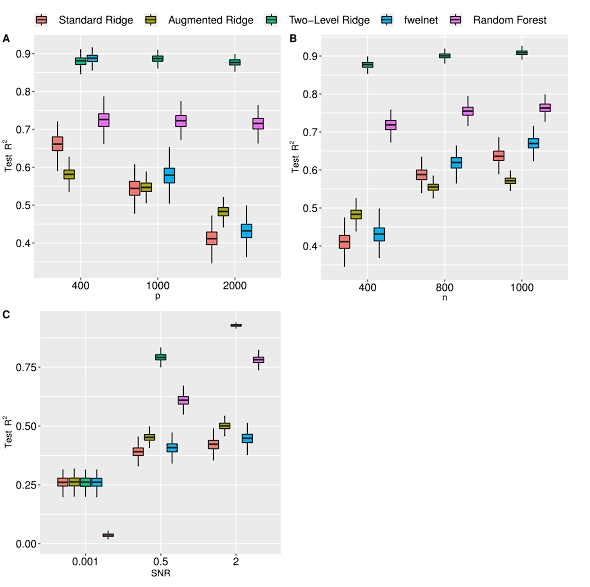 Standard Ridge Augmented Ridge Two-Level Ridge fwelnet Random Forest
A
0.9
0.8
0.7
0.6
0.5
0.4
Test R²
400 1000 2000
p
B
0.9
0.8
0.7
0.6
0.5
0.4
Test R²
400 800 1000
n
C
0.75
0.50
0.25
0.00
Test R²
0.001 0.5 2
SNR